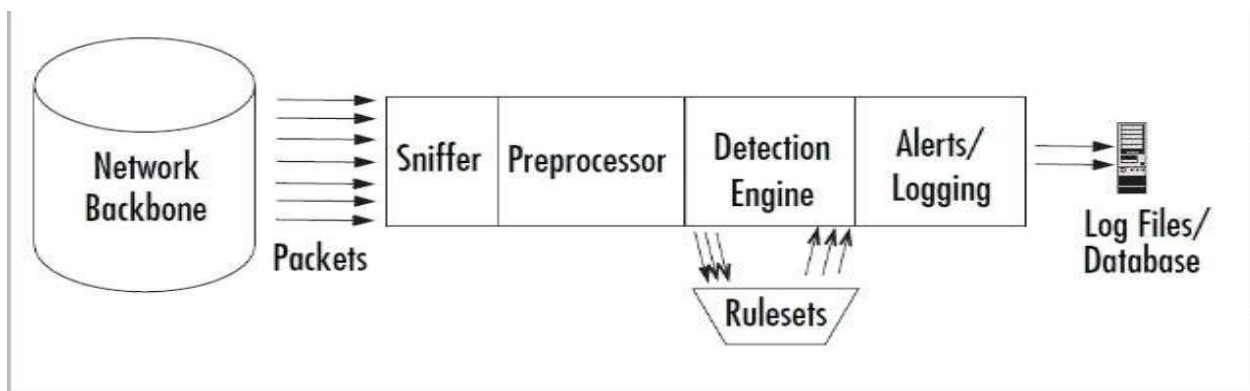 Network
Backbone
Packets
Sniffer
Preprocessor
Detection
Engine
Alerts/
Logging
Rulesets
Log Files/
Database